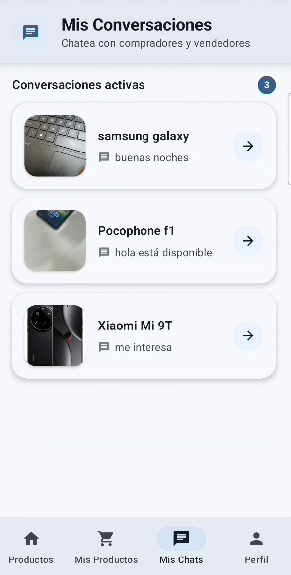 Mis Conversaciones
Chatea con compradores y vendedores
Conversaciones activas
3
samsung galaxy
buenas noches
Pocophone f1
hola está disponible
Xiaomi Mi 9T
me interesa
Productos
Mis Productos
Mis Chats
Perfil